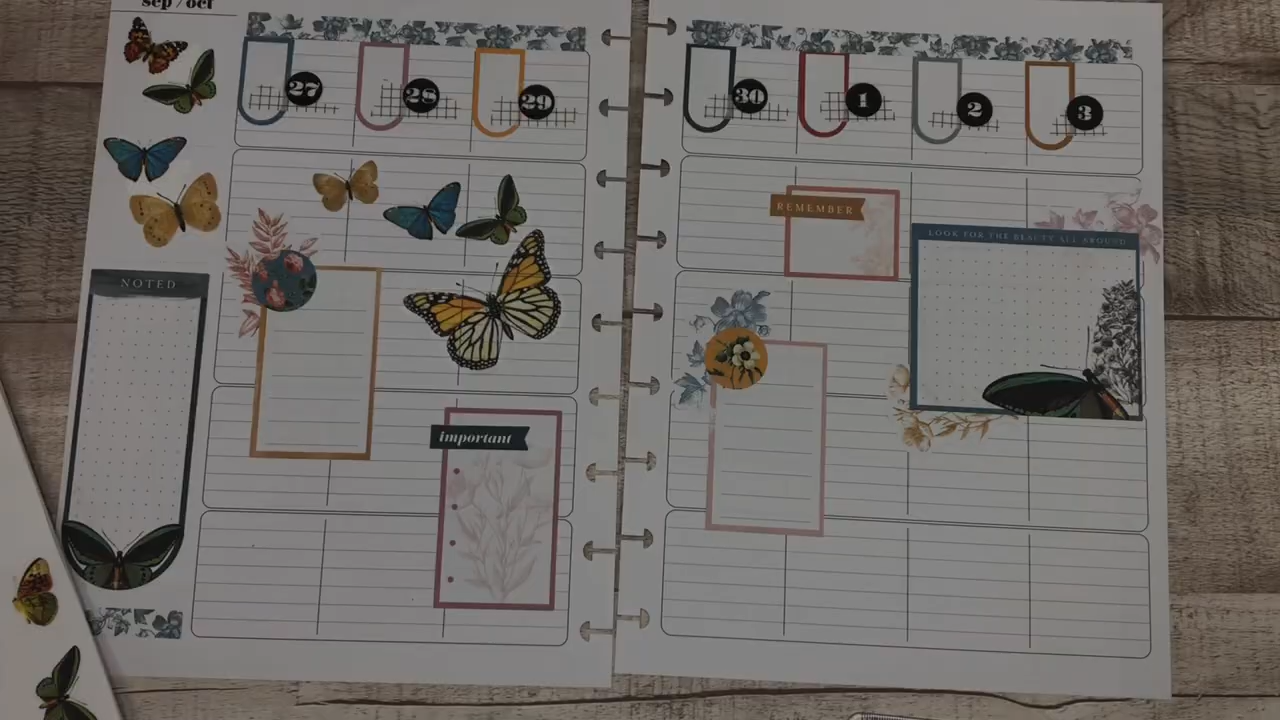 sep / oct
27
28
29
30
1
2
3
REMEMBER
LOOK FOR THE BEAUTY ALL AROUND
NOTED
important